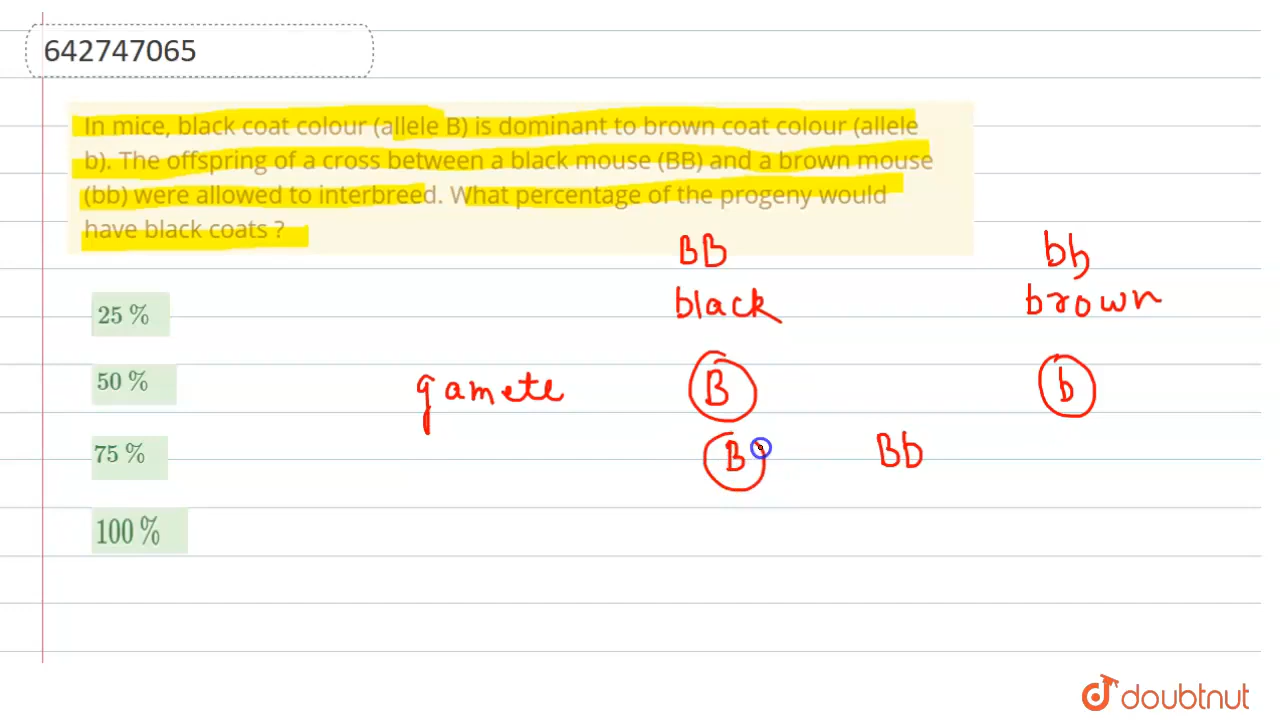 642747065
In mice, black coat colour (allele B) is dominant to brown coat colour (allele
b). The offspring of a cross between a black mouse (BB) and a brown mouse
(bb) were allowed to interbreed. What percentage of the progeny would
have black coats ?
BB bb
black brown
25 %
50 %
gamete B b
75 %
B Bb
100 %
doubtnut